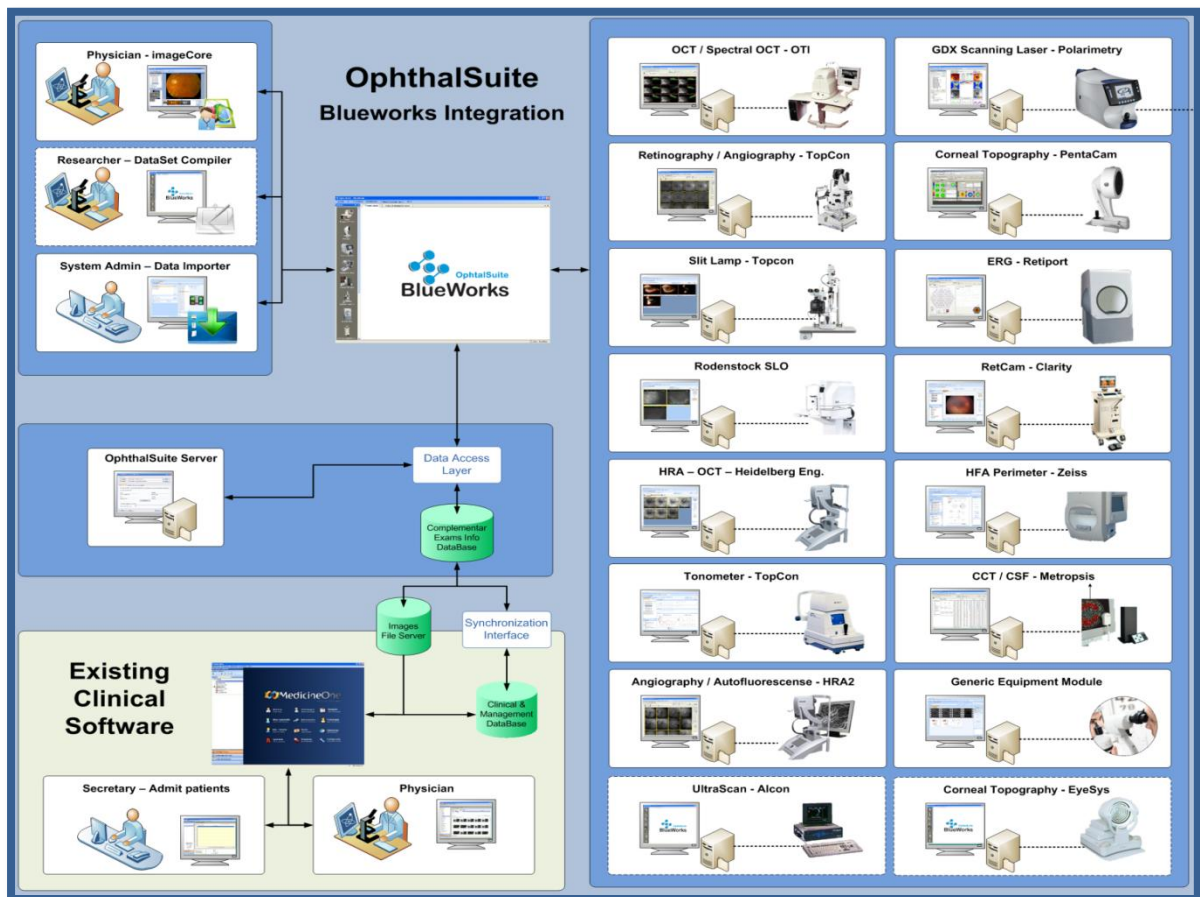 Physician - imageCore
Researcher – DataSet Compiler
BlueWorks
System Admin – Data Importer
OphthalSuite
Blueworks Integration
OphtalSuite
BlueWorks
OphthalSuite Server
Data Access
Layer
Complementar
Exams Info
DataBase
Images
File Server
Synchronization
Interface
Clinical &
Management
DataBase
Existing
Clinical
Software
MedicineOne
Secretary – Admit patients
Physician
OCT / Spectral OCT - OTI
GDX Scanning Laser - Polarimetry
Retinography / Angiography - TopCon
Corneal Topography - PentaCam
Slit Lamp - Topcon
ERG - Retiport
Rodenstock SLO
RetCam - Clarity
HRA – OCT – Heidelberg Eng.
HFA Perimeter - Zeiss
Tonometer - TopCon
CCT / CSF - Metropsis
Angiography / Autofluorescense - HRA2
Generic Equipment Module
UltraScan - Alcon
BlueWorks
Corneal Topography - EyeSys
BlueWorks